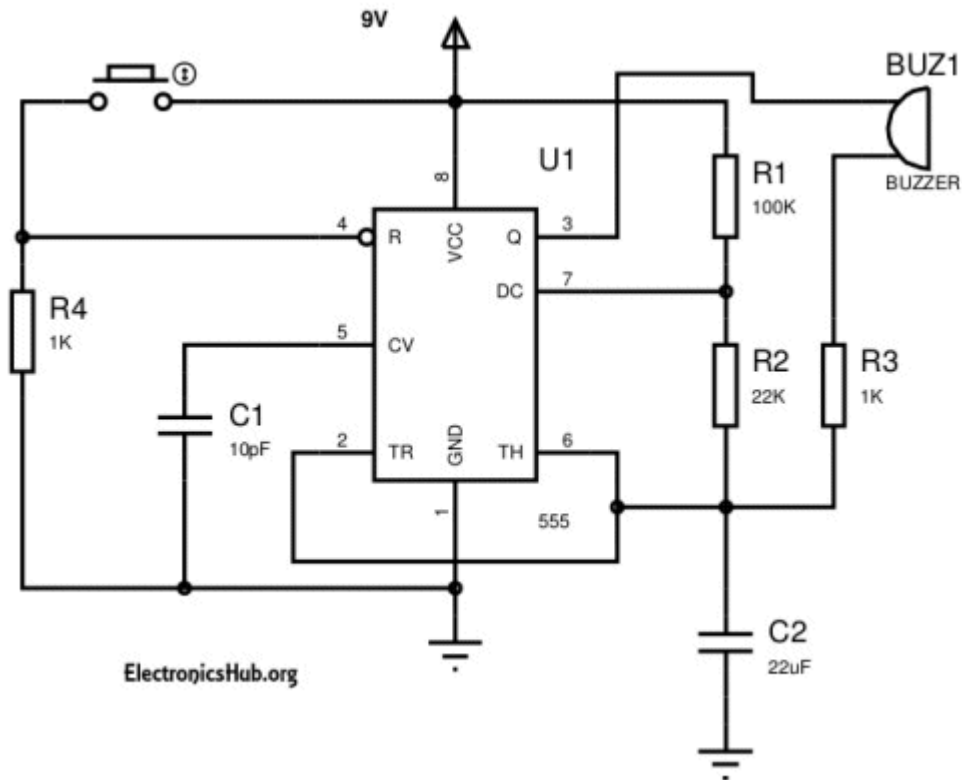 9V
BUZ1
BUZZER
U1
8
R1
100K
4
R
VCC
Q
3
DC
7
R4
1K
5
CV
R2
22K
R3
1K
C1
10pF
2
TR
GND
TH
6
1
555
C2
22uF
ElectronicsHub.org